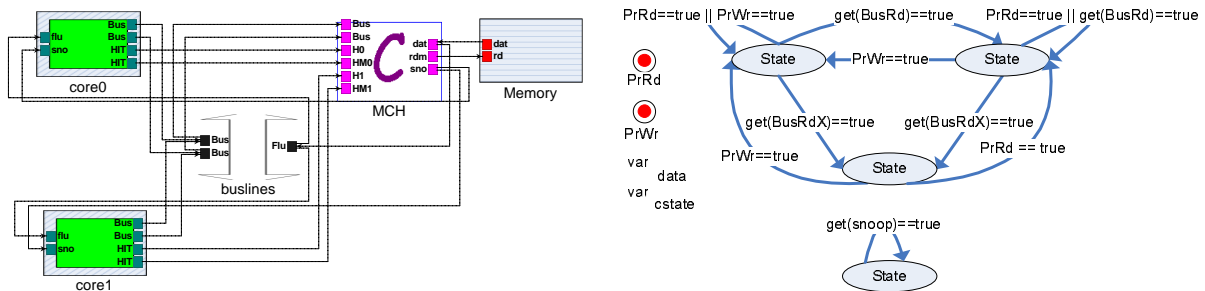 Bus
Bus
HIT
HIT
flu
sno
core0
Bus
Bus
H0
HM0
H1
HM1
C
dat
rdm
sno
MCH
dat
rd
Memory
Bus
Bus
Flu
buslines
Bus
Bus
HIT
HIT
flu
sno
core1
PrRd==true || PrWr==true
get(BusRd)==true
PrRd==true || get(BusRd)==true
State
PrWr==true
State
PrRd
PrWr
get(BusRdX)==true
get(BusRdX)==true
PrWr==true
PrRd == true
var
data
var
cstate
State
get(snoop)==true
State